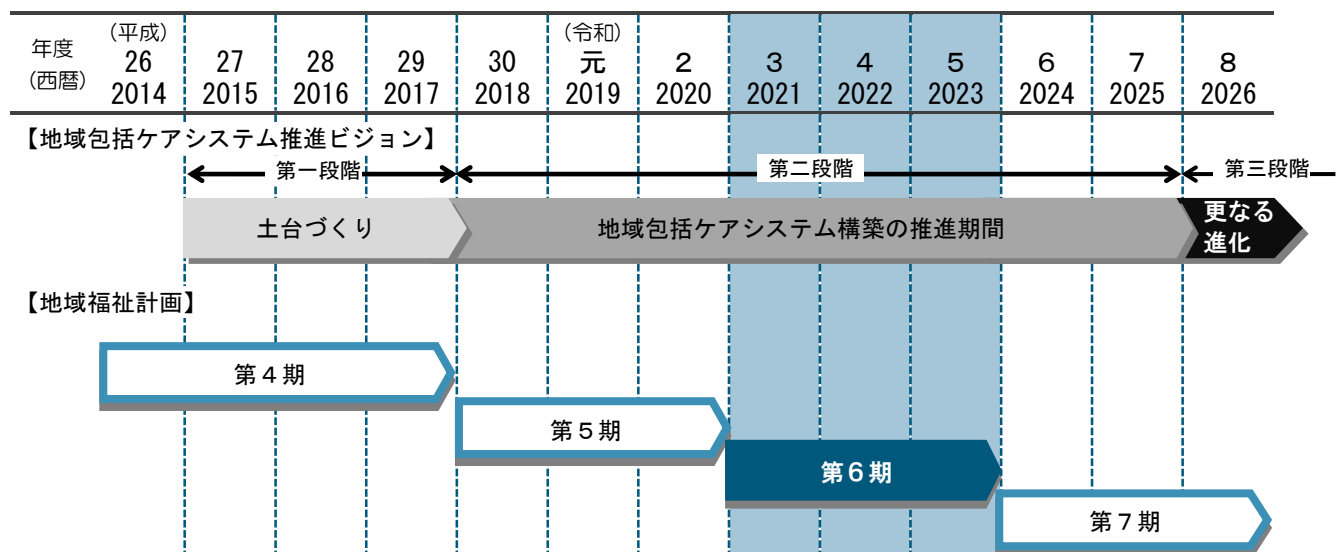 年度
(西暦)
(平成)
26
2014
27
2015
28
2016
29
2017
30
2018
(令和)
元
2019
2
2020
3
2021
4
2022
5
2023
6
2024
7
2025
8
2026
【地域包括ケアシステム推進ビジョン】
第一段階
第二段階
第三段階
土台づくり
地域包括ケアシステム構築の推進期間
更なる
進化
【地域福祉計画】
第4期
第5期
第6期
第7期